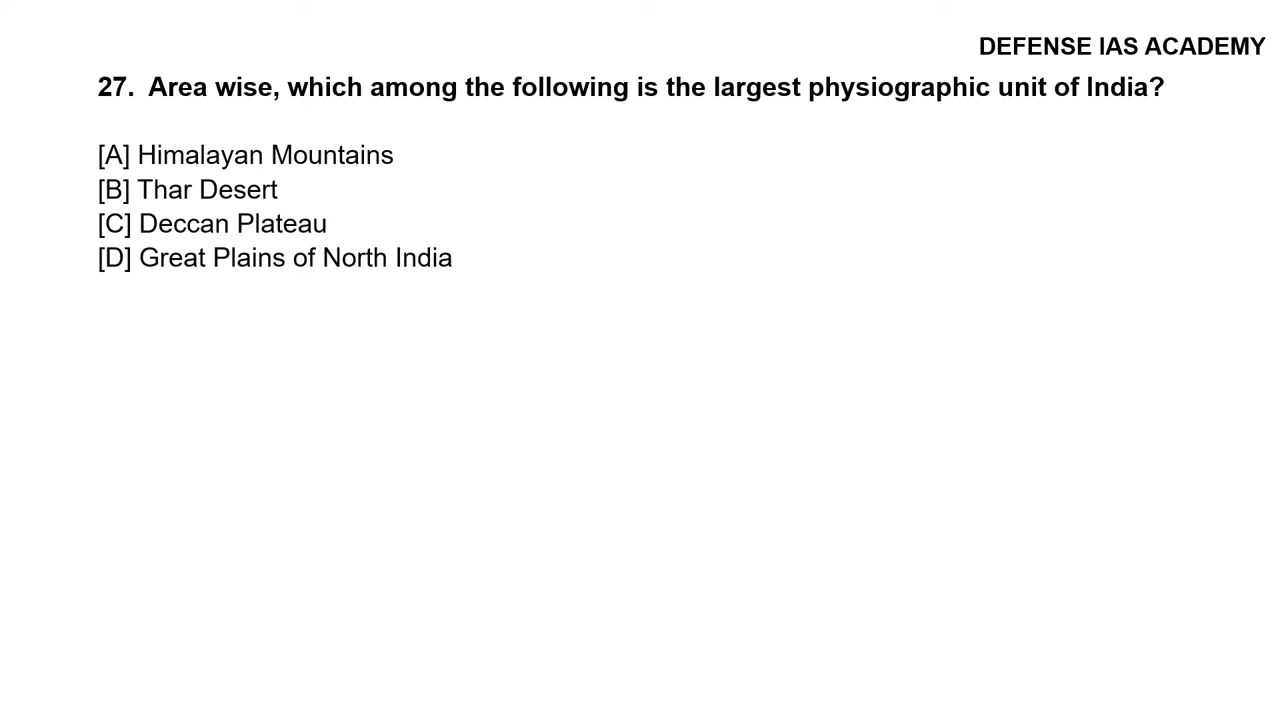 DEFENSE IAS ACADEMY
27. Area wise, which among the following is the largest physiographic unit of India?
[A] Himalayan Mountains
[B] Thar Desert
[C] Deccan Plateau
[D] Great Plains of North India